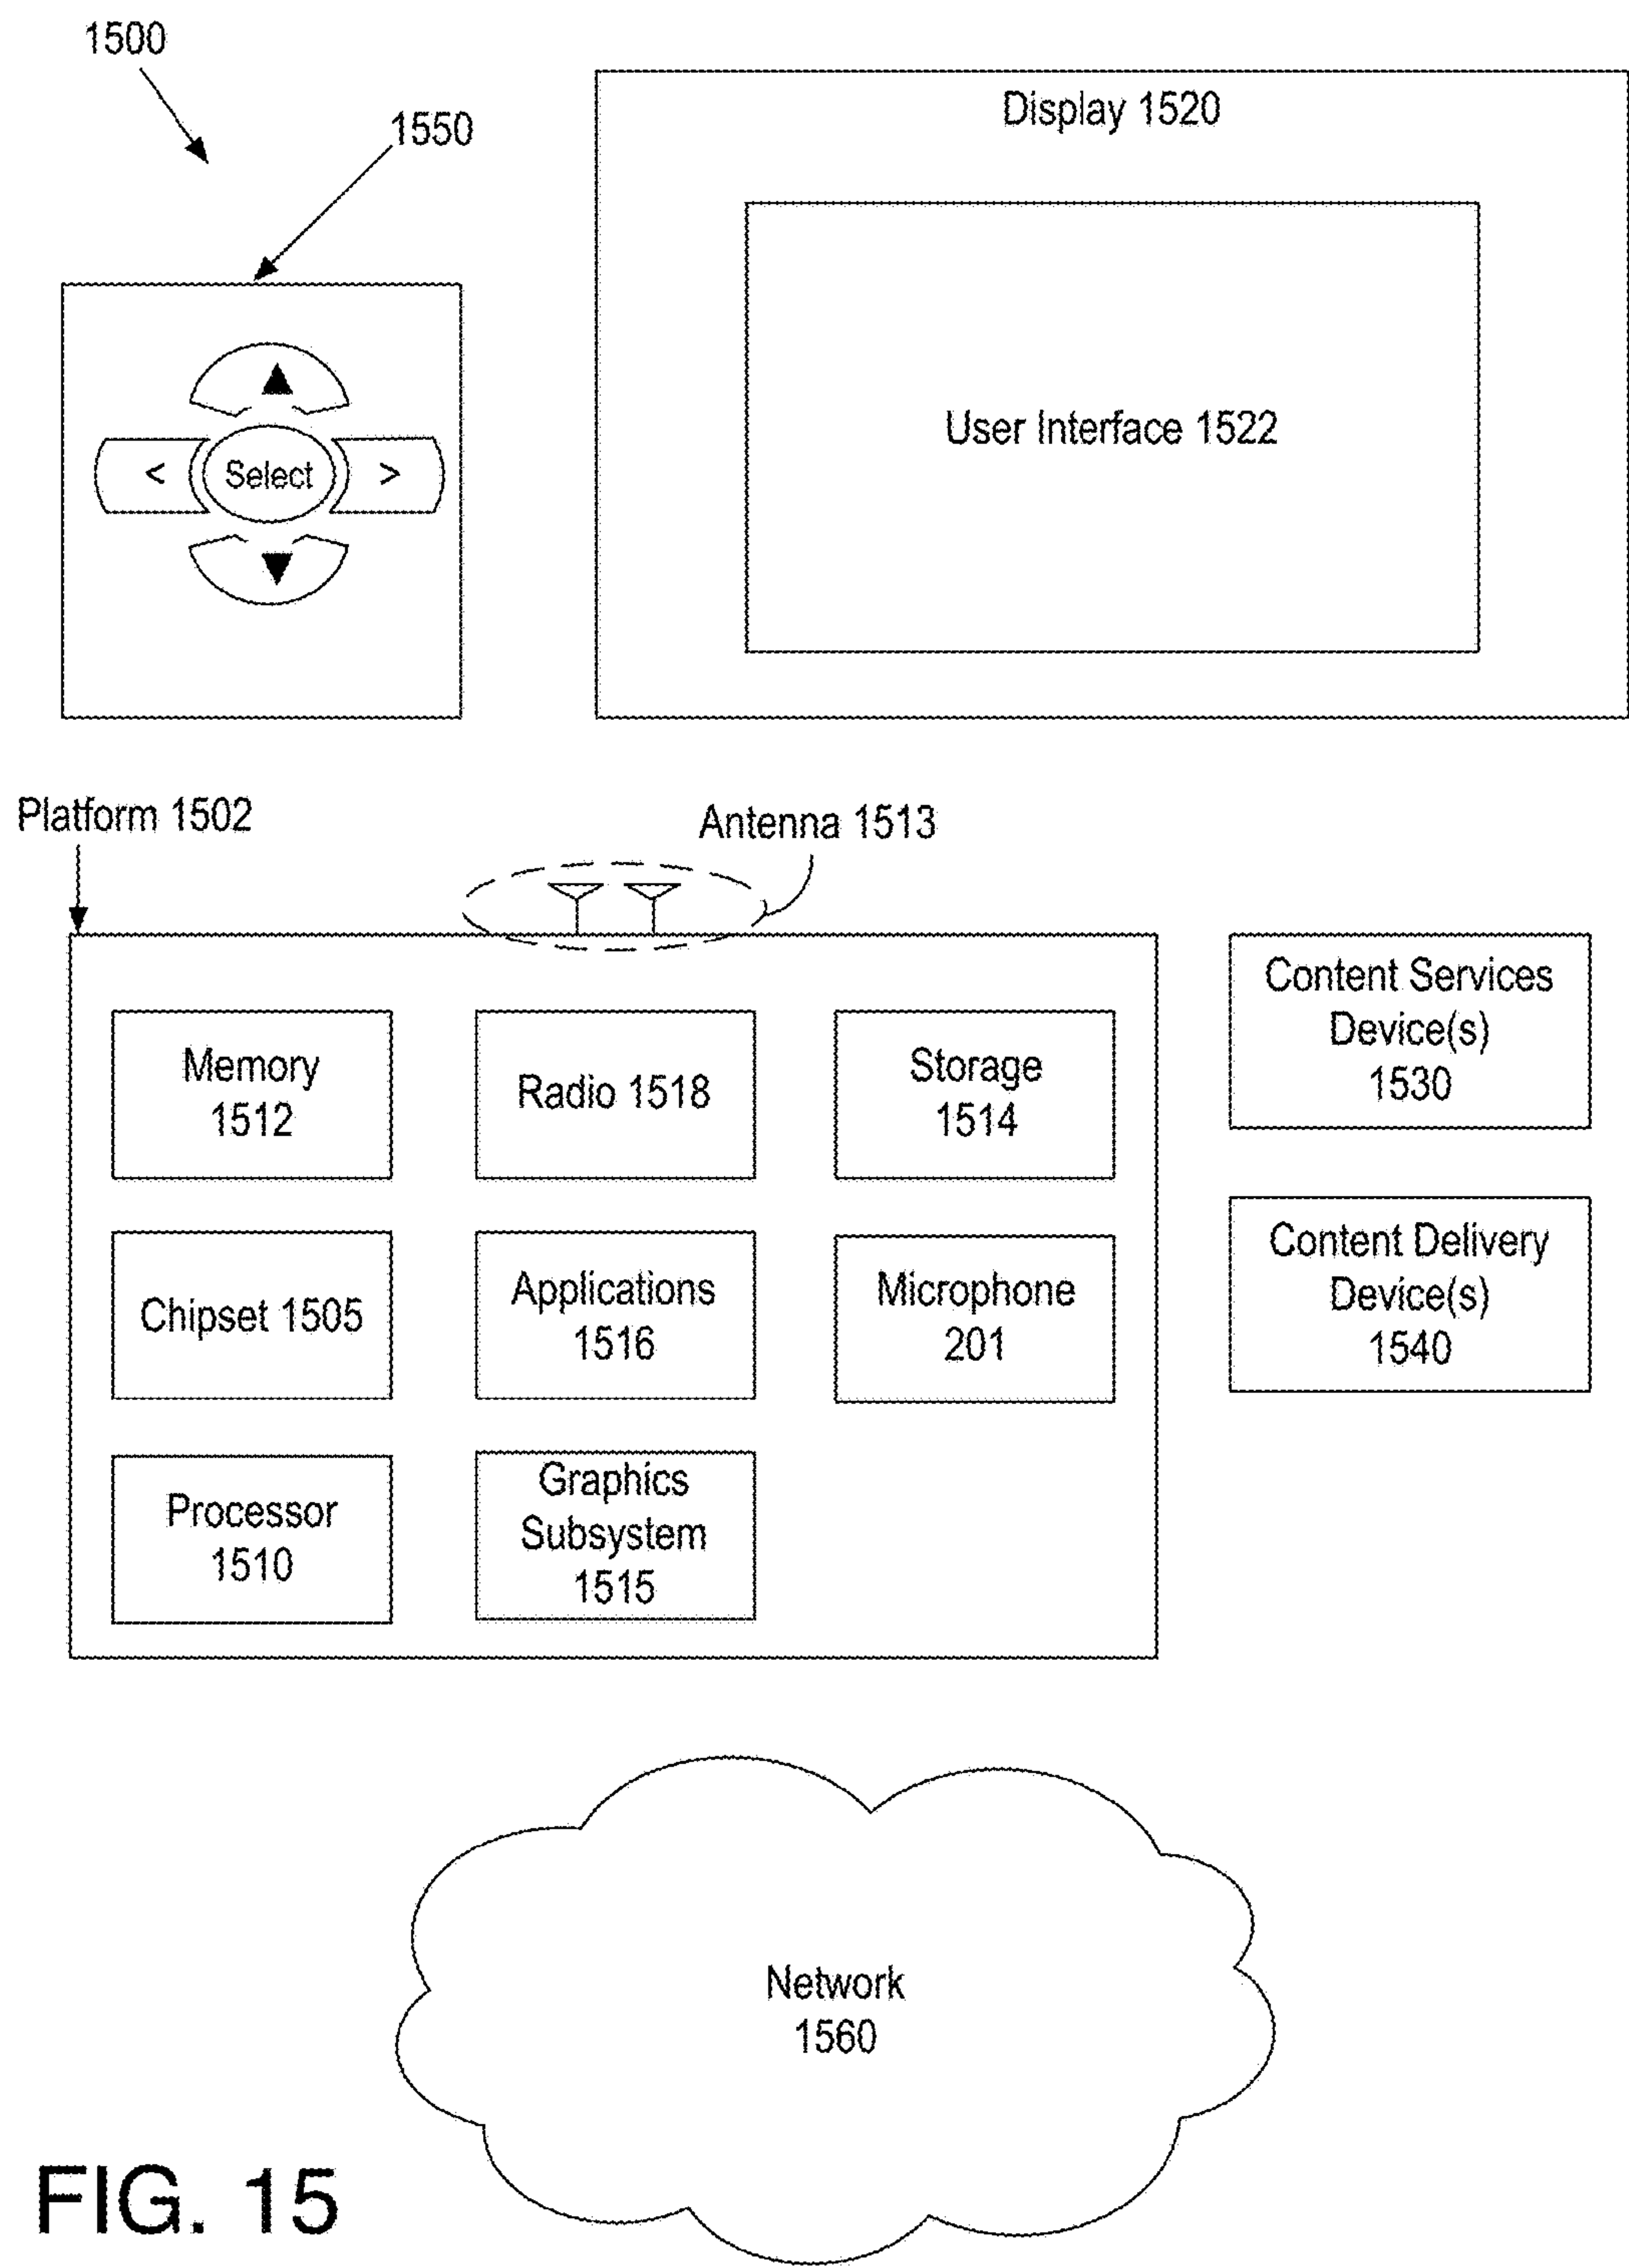 1500
1550
Display 1520
User Interface 1522
<
Select
>
Platform 1502
Antenna 1513
Memory
1512
Radio 1518
Storage
1514
Content Services
Device(s)
1530
Chipset 1505
Applications
1516
Microphone
201
Content Delivery
Device(s)
1540
Processor
1510
Graphics
Subsystem
1515
Network
1560
FIG. 15